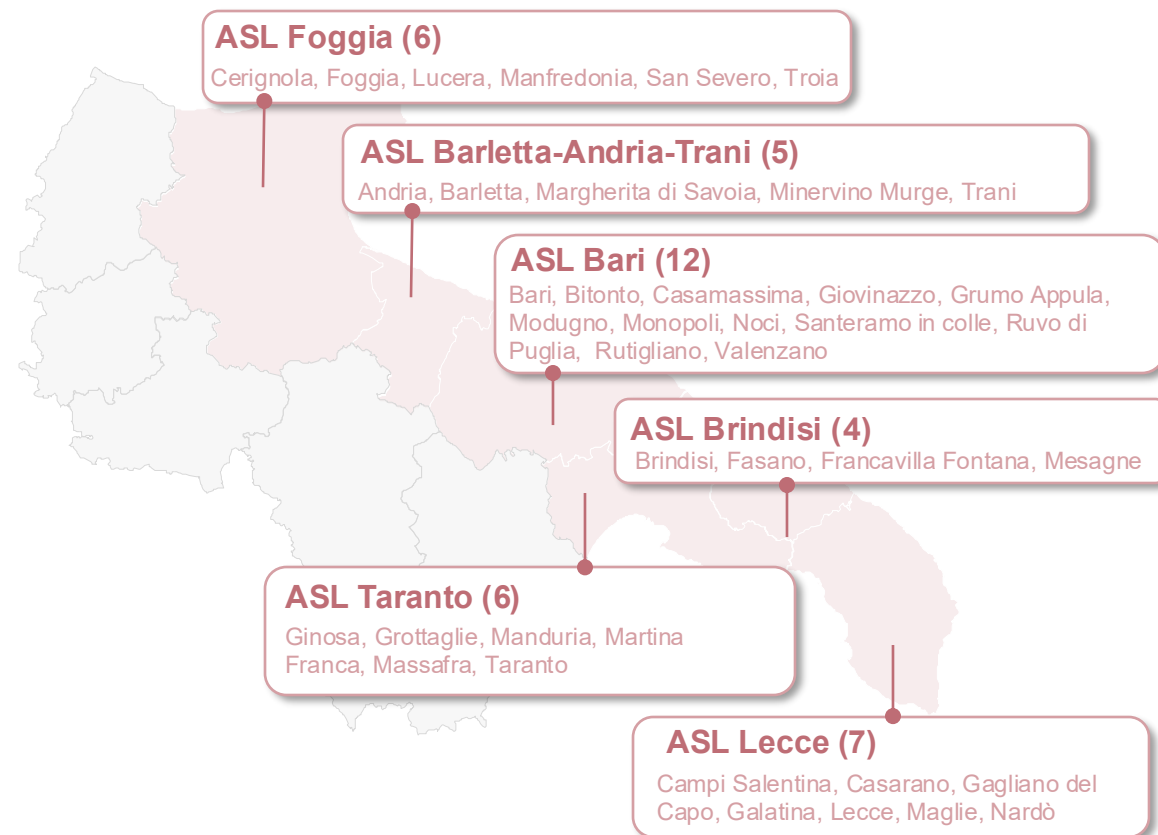 ASL Foggia (6)
Cerignola, Foggia, Lucera, Manfredonia, San Severo, Troia
ASL Barletta-Andria-Trani (5)
Andria, Barletta, Margherita di Savoia, Minervino Murge, Trani
ASL Bari (12)
Bari, Bitonto, Casamassima, Giovinazzo, Grumo Appula,
Modugno, Monopoli, Noci, Santeramo in colle, Ruvo di
Puglia, Rutigliano, Valenzano
ASL Brindisi (4)
Brindisi, Fasano, Francavilla Fontana, Mesagne
ASL Taranto (6)
Ginosa, Grottaglie, Manduria, Martina
Franca, Massafra, Taranto
ASL Lecce (7)
Campi Salentina, Casarano, Gagliano del
Capo, Galatina, Lecce, Maglie, Nardò